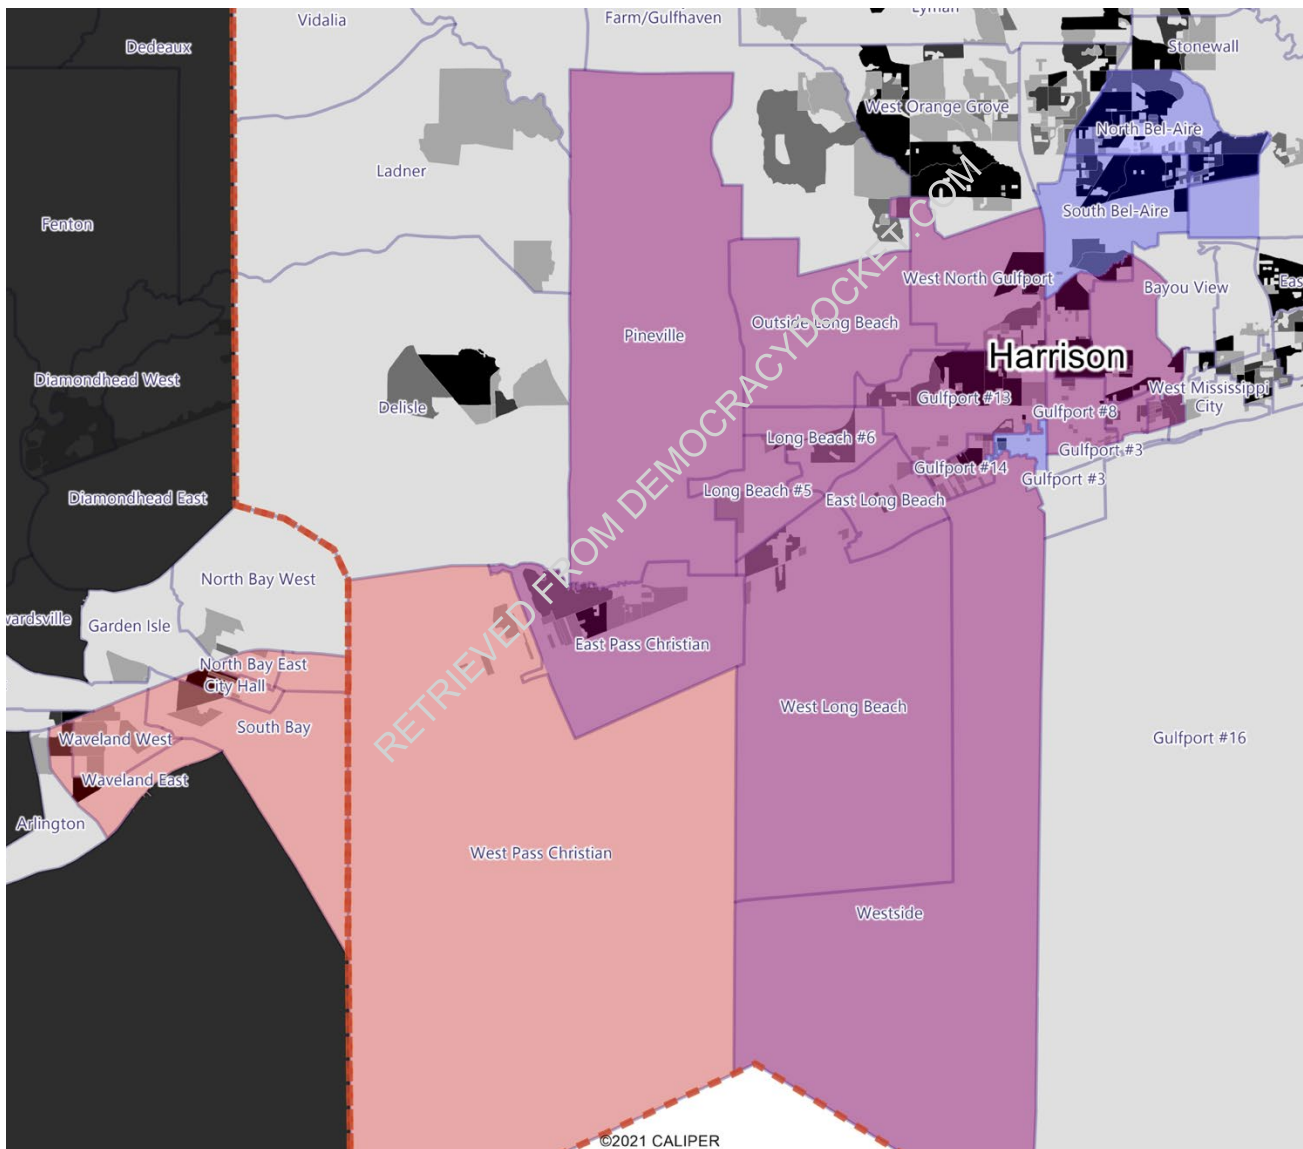 Vidalia
Farm/Gulfhaven
Lyman
Dedeaux
Stonewall
West Orange Grove
North Bel-Aire
Ladner
South Bel-Aire
Fenton
West North Gulfport
Bayou View
Eas
Outside Long Beach
Pineville
Harrison
Diamondhead West
Delisle
Gulfport #13
West Mississippi
City
Gulfport #8
Long Beach #6
Gulfport #3
Gulfport #14
Gulfport #3
Long Beach #5
East Long Beach
Diamondhead East
North Bay West
wardsville
Garden Isle
East Pass Christian
North Bay East
City Hall
West Long Beach
South Bay
Waveland West
Gulfport #16
Waveland East
Arlington
West Pass Christian
Westside
RETRIEVED FROM DEMOCRACYDOCKET.COM
©2021 CALIPER